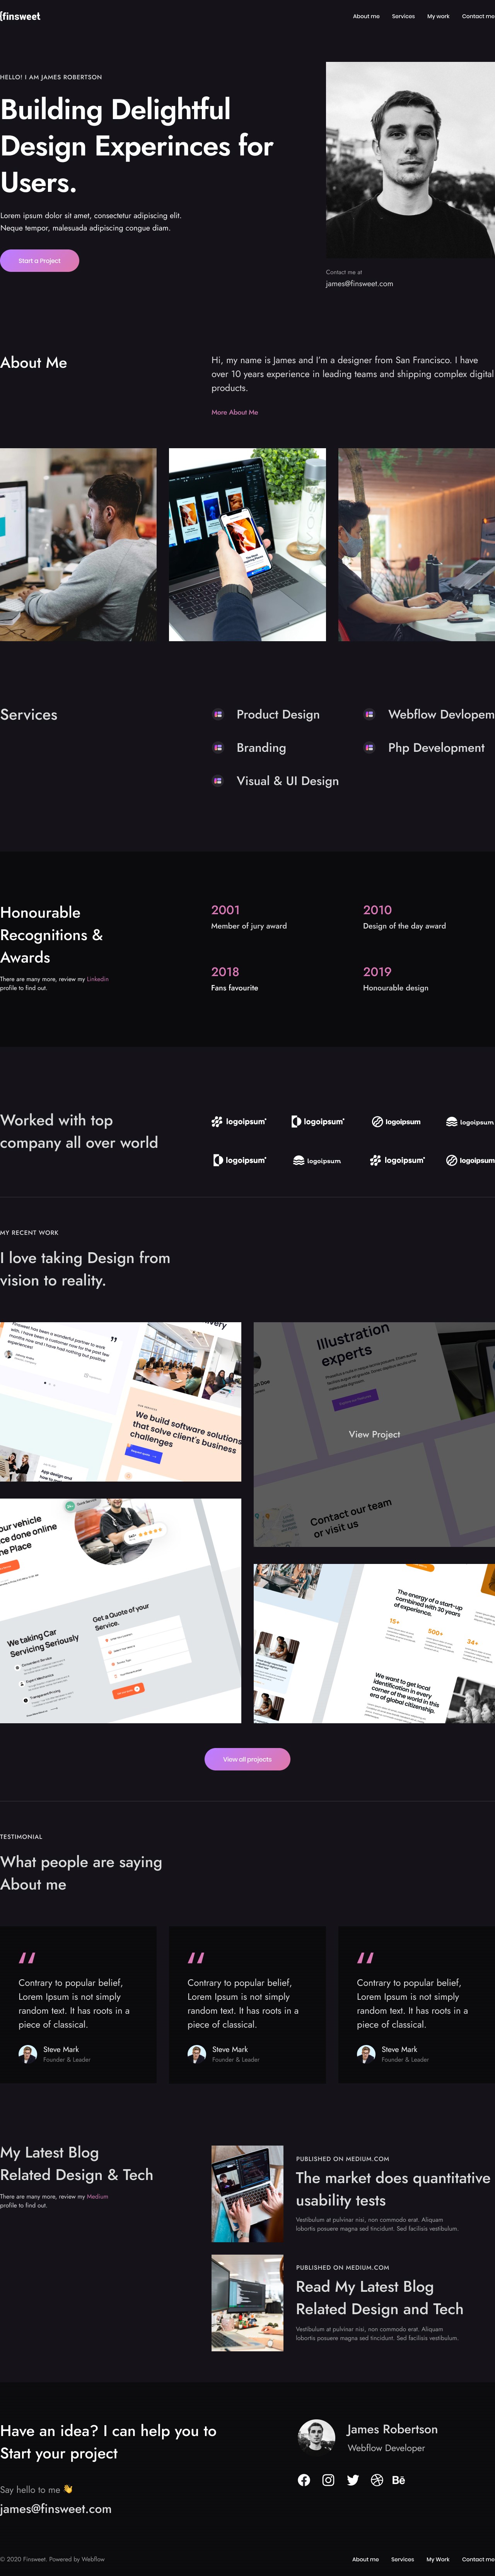 {finsweet
About me Services My work Contact me
HELLO! I AM JAMES ROBERTSON
Building Delightful
Design Experinces for
Users.
Lorem ipsum dolor sit amet, consectetur adipiscing elit.
Neque tempor, malesuada adipiscing congue diam.
Start a Project
Contact me at
james@finsweet.com
About Me
Hi, my name is James and I'm a designer from San Francisco. I have
over 10 years experience in leading teams and shipping complex digital
products.
More About Me
Services
Product Design
Webflow Devlopem
Branding
Php Development
Visual & UI Design
Honourable
Recognitions &
Awards
There are many more, review my Linkedin
profile to find out.
2001
Member of jury award
2010
Design of the day award
2018
Fans favourite
2019
Honourable design
Worked with top
company all over world
logoipsum logoipsum logoipsum logoipsum
logoipsum logoipsum logoipsum logoipsum
MY RECENT WORK
I love taking Design from
vision to reality.
We build software solutions
that solve client's business
challenges
App design and
Illustration
experts
View Project
Contact our team
or visit us
our vehicle
ce done online
he Place
We taking Car
Servicing Seriously
Get a Quote of your
Service.
The energy of a start-up
combined with 30 years
of experience.
15+
500+
34+
We want to get local
identification in every
corner of the world in this
era of global citizenship.
View all projects
TESTIMONIAL
What people are saying
About me
Contrary to popular belief,
Lorem Ipsum is not simply
random text. It has roots in a
piece of classical.
Steve Mark
Founder & Leader
Contrary to popular belief,
Lorem Ipsum is not simply
random text. It has roots in a
piece of classical.
Steve Mark
Founder & Leader
Contrary to popular belief,
Lorem Ipsum is not simply
random text. It has roots in a
piece of classical.
Steve Mark
Founder & Leader
My Latest Blog
Related Design & Tech
There are many more, review my Medium
profile to find out.
PUBLISHED ON MEDIUM.COM
The market does quantitative
usability tests
Vestibulum at pulvinar nisi, non commodo erat. Aliquam
lobortis posuere magna sed tincidunt. Sed facilisis vestibulum.
PUBLISHED ON MEDIUM.COM
Read My Latest Blog
Related Design and Tech
Vestibulum at pulvinar nisi, non commodo erat. Aliquam
lobortis posuere magna sed tincidunt. Sed facilisis vestibulum.
Have an idea? I can help you to
Start your project
Say hello to me 👋
james@finsweet.com
James Robertson
Webflow Developer
Bē
© 2020 Finsweet. Powered by Webflow
About me Services My Work Contact me